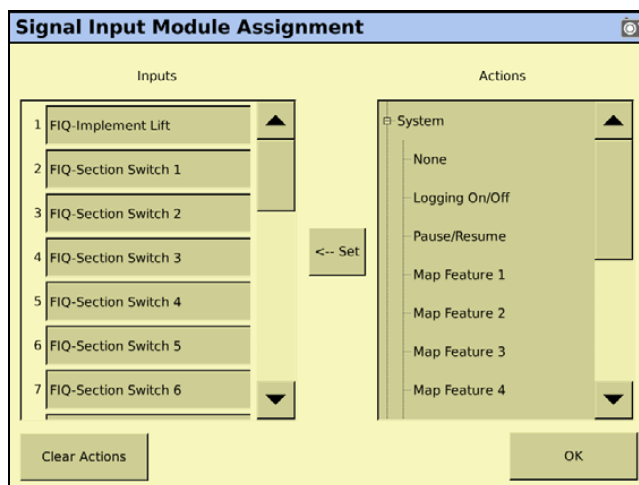 Signal Input Module Assignment
Inputs
Actions
1 FIQ-Implement Lift
2 FIQ-Section Switch 1
3 FIQ-Section Switch 2
4 FIQ-Section Switch 3
5 FIQ-Section Switch 4
6 FIQ-Section Switch 5
7 FIQ-Section Switch 6
<-- Set
System
None
Logging On/Off
Pause/Resume
Map Feature 1
Map Feature 2
Map Feature 3
Map Feature 4
Clear Actions
OK